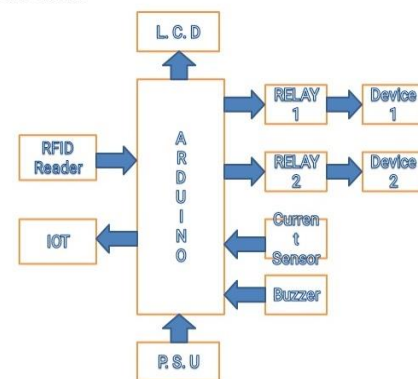 L. C. D
RELAY
1
Device
1
A
R
D
U
I
N
O
RFID
Reader
RELAY
2
Device
2
IOT
Curren
t
Sensor
Buzzer
P. S. U